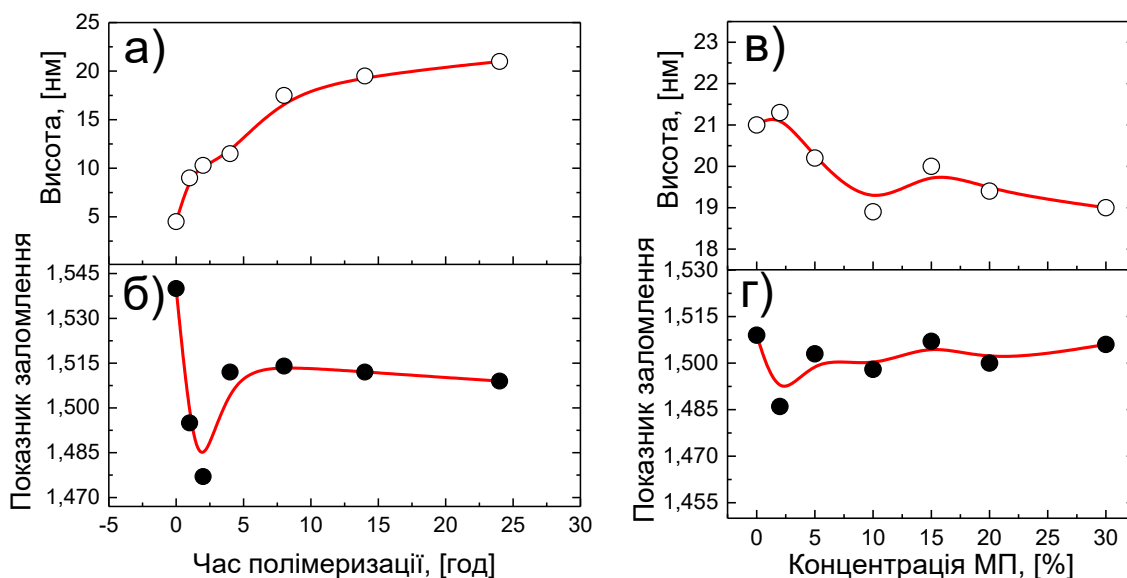 а)
Висота, [нм]
25
20
15
10
5
б)
Показник заломлення
1,545
1,530
1,515
1,500
1,485
1,470
-5 0 5 10 15 20 25 30
Час полімеризації, [год]
в)
Висота, [нм]
23
22
21
20
19
18
г)
Показник заломлення
1,530
1,515
1,500
1,485
1,470
1,455
0 5 10 15 20 25 30
Концентрація МП, [%]